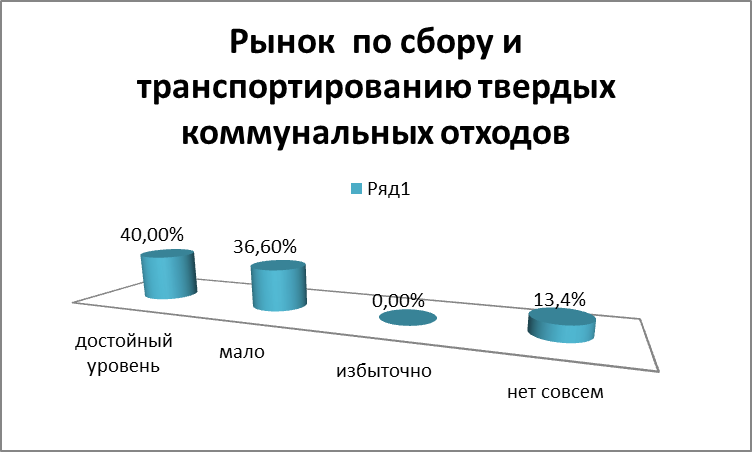 Рынок  по сбору и
транспортированию твердых
коммунальных отходов
Ряд1
40,00%
36,60%
0,00%
13,4%
достойный
уровень
мало
избыточно
нет совсем